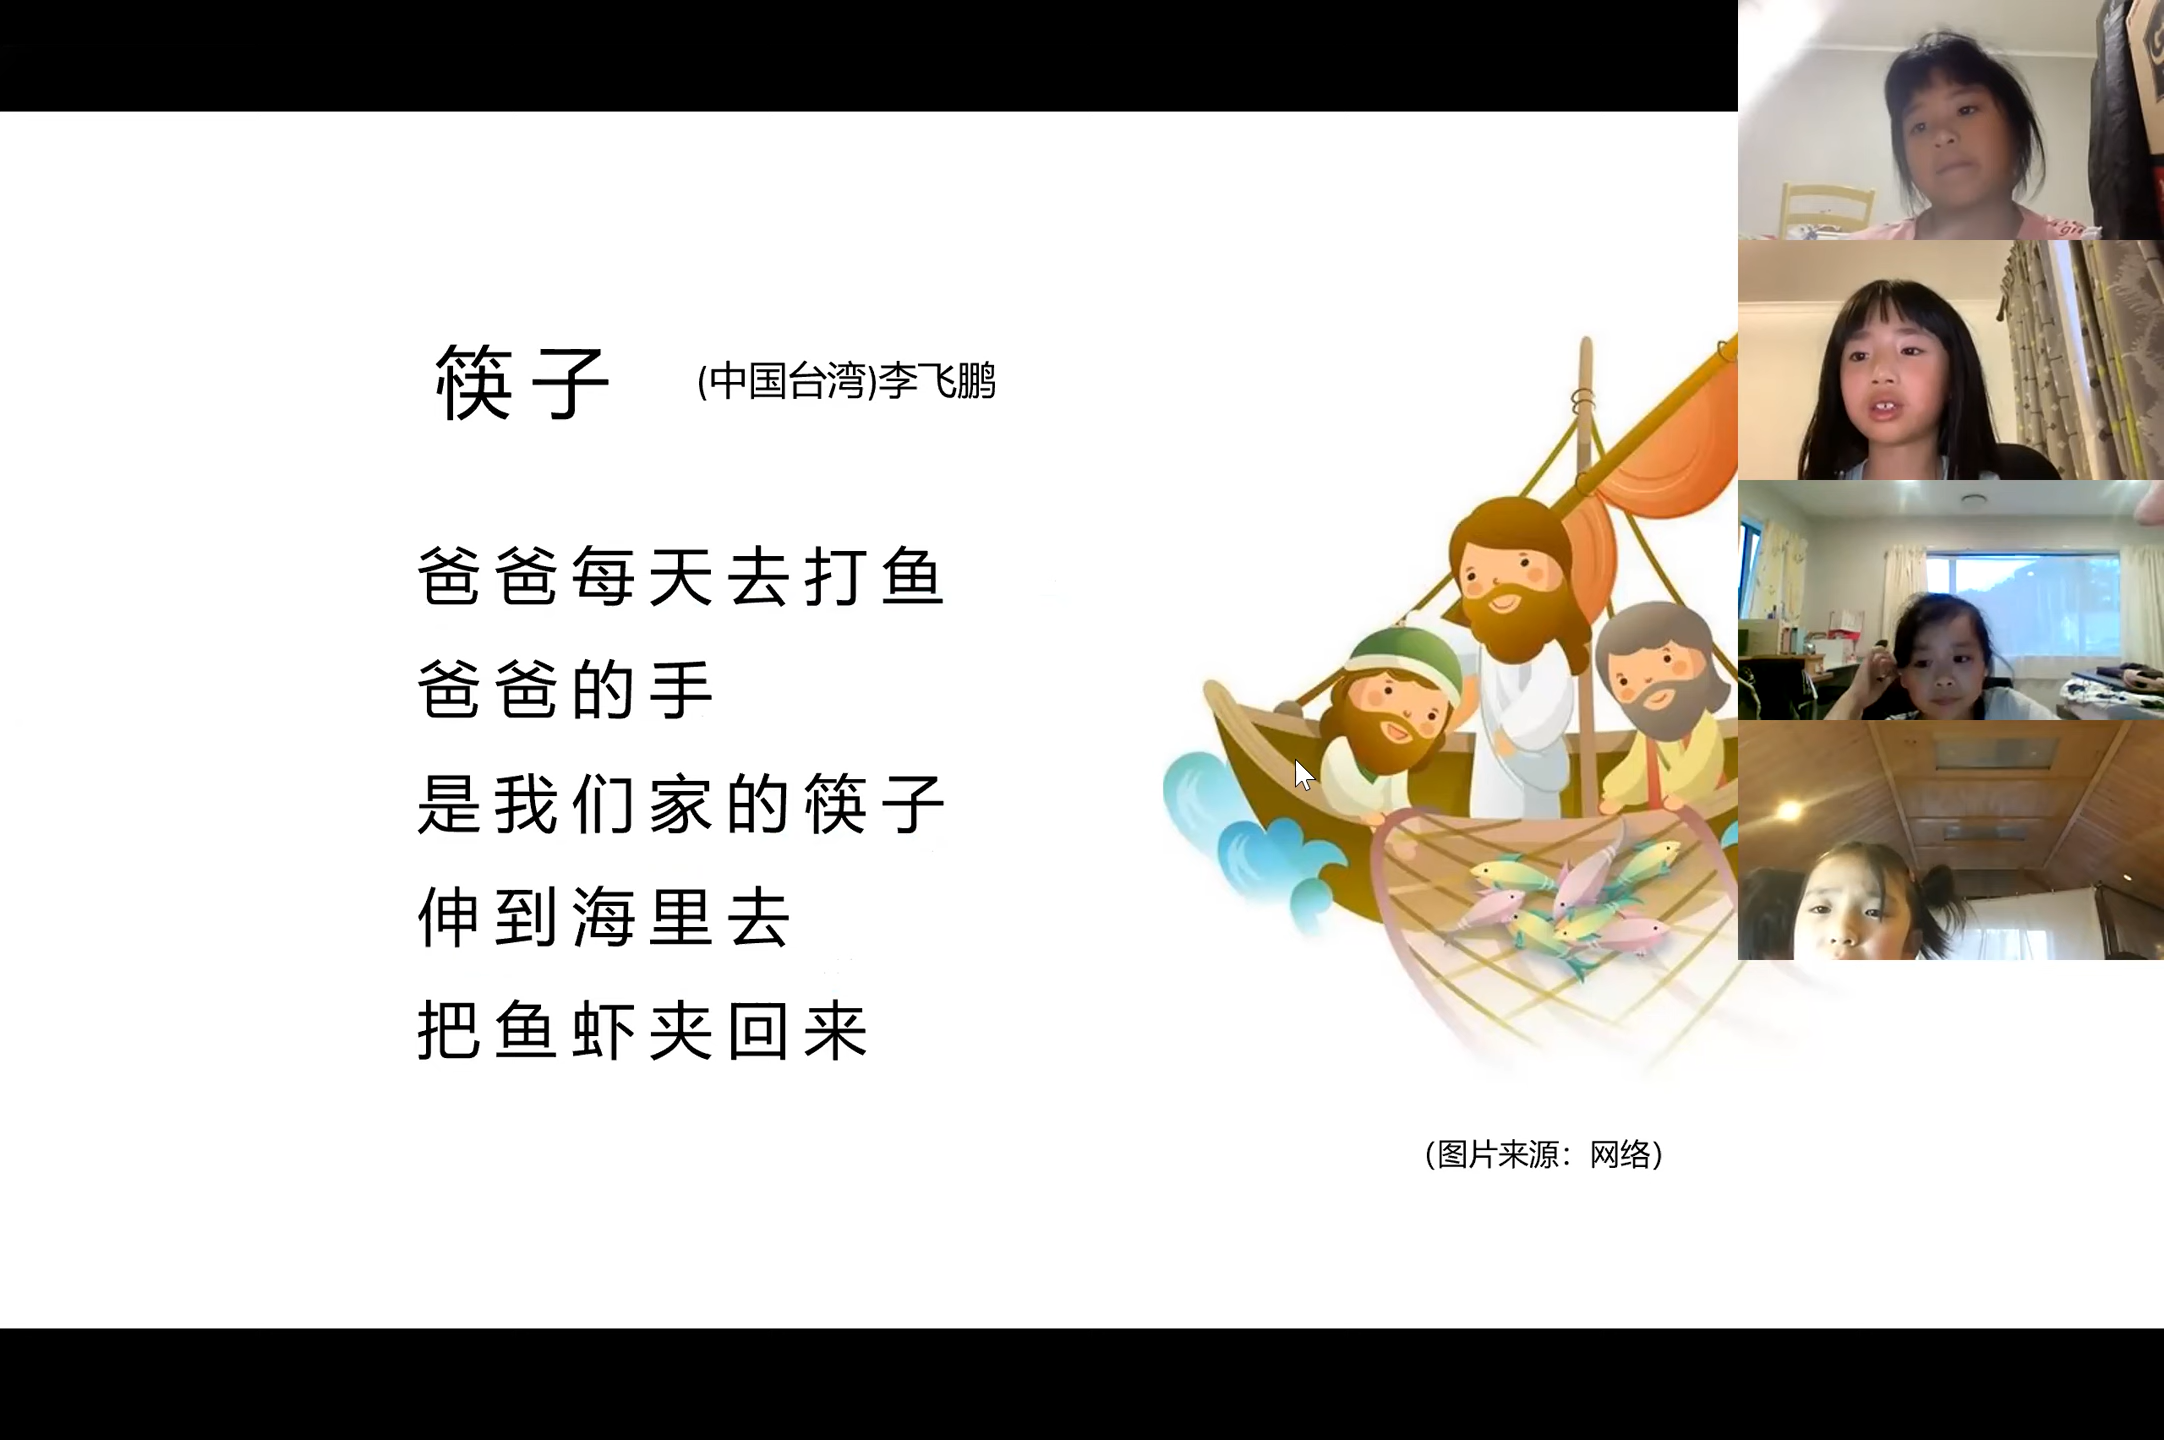 筷子 (中国台湾)李飞鹏
爸爸每天去打鱼
爸爸的手
是我们家的筷子
伸到海里去
把鱼虾夹回来
(图片来源：网络)